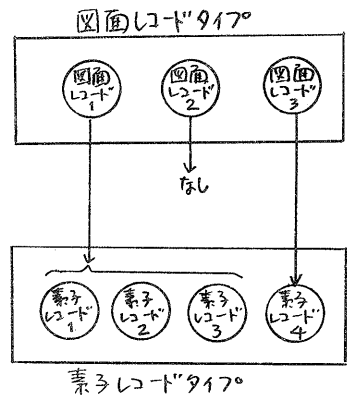 図面レコードタイプ
図面
レコード
1
図面
レコード
2
図面
レコード
3
なし
素子
レコード
1
素子
レコード
2
素子
レコード
3
素子
レコード
4
素子レコードタイプ